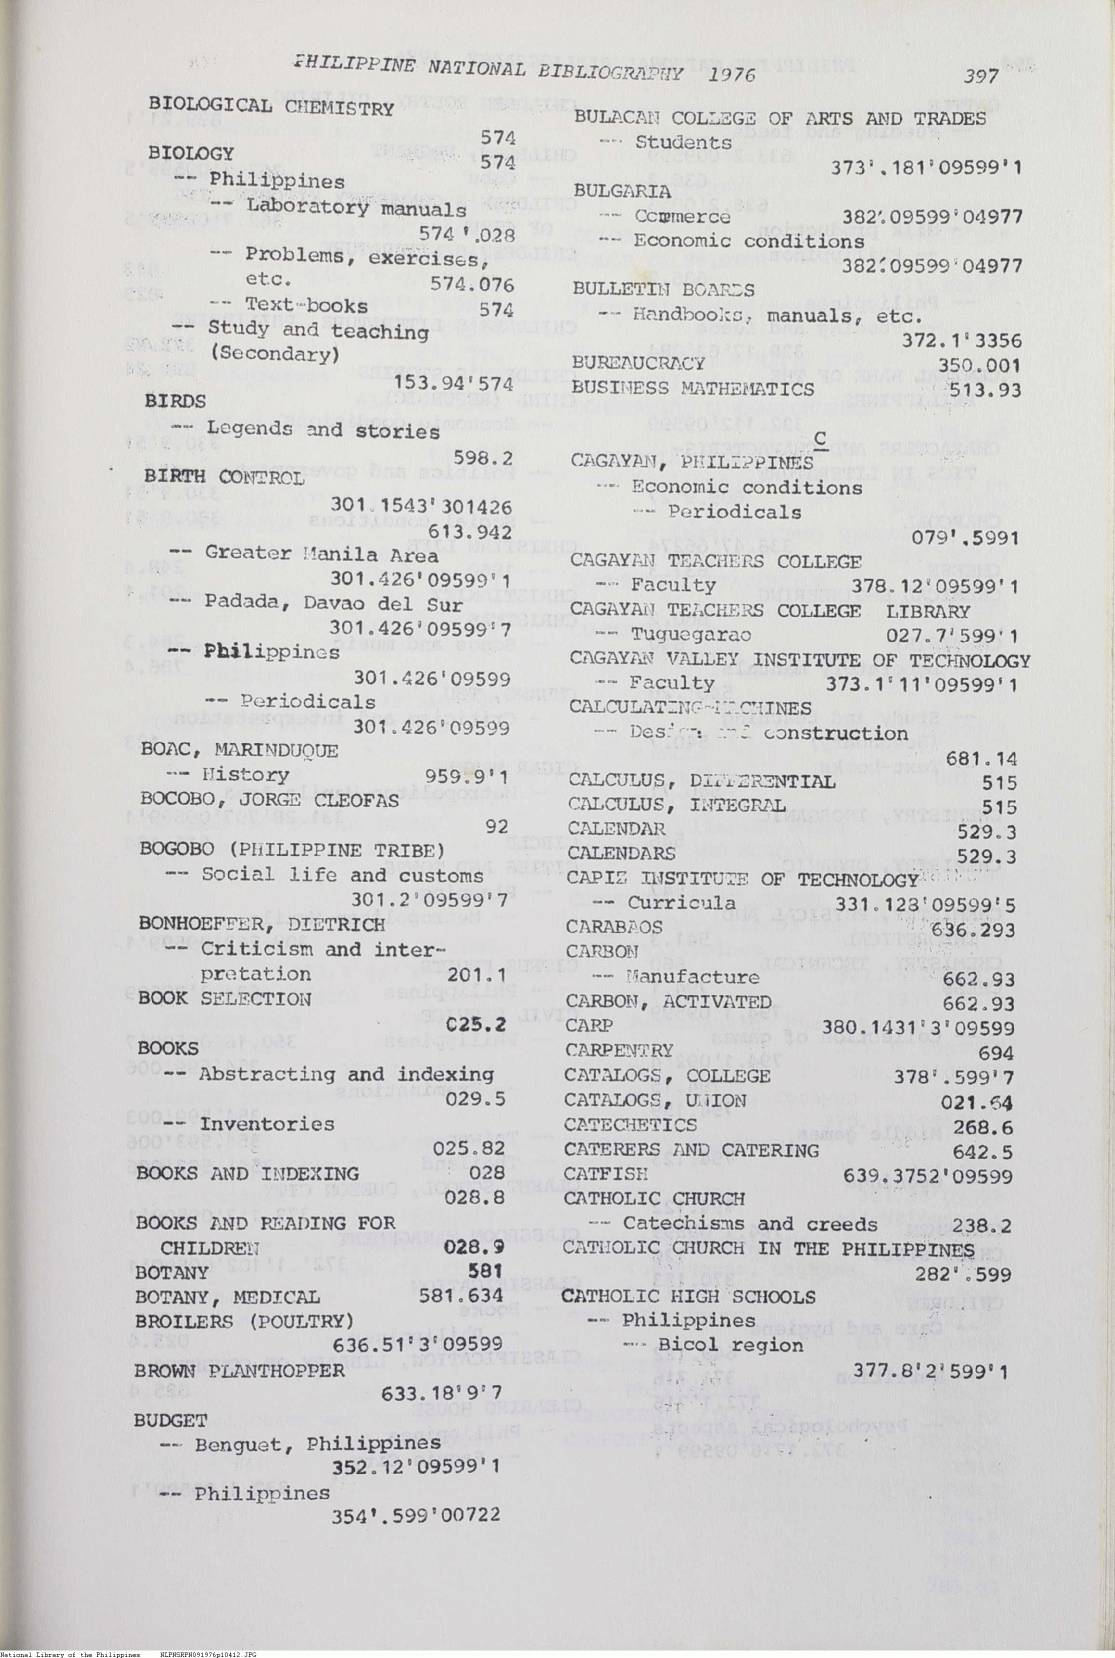 PHILIPPINE NATIONAL BIBLIOGRAPHY 1976 397
BIOLOGICAL CHEMISTRY
574
BIOLOGY 574
-- Philippines
-- Laboratory manuals
574'.028
-- Problems, exercises,
etc. 574.076
-- Text-books 574
-- Study and teaching
(Secondary)
153.94'574
BIRDS
-- Legends and stories
598.2
BIRTH CONTROL
301.1543'301426
613.942
-- Greater Manila Area
301.426'09599'1
-- Padada, Davao del Sur
301.426'09599'7
-- Philippines
301.426'09599
-- Periodicals
301.426'09599
BOAC, MARINDUQUE
-- History 959.9'1
BOCOBO, JORGE CLEOFAS
92
BOGOBO (PHILIPPINE TRIBE)
-- Social life and customs
301.2'09599'7
BONHOEFFER, DIETRICH
-- Criticism and inter-
pretation 201.1
BOOK SELECTION
025.2
BOOKS
-- Abstracting and indexing
029.5
-- Inventories
025.82
BOOKS AND INDEXING 028
028.8
BOOKS AND READING FOR
CHILDREN 028.9
BOTANY 581
BOTANY, MEDICAL 581.634
BROILERS (POULTRY)
636.51'3'09599
BROWN PLANTHOPPER
633.18'9'7
BUDGET
-- Benguet, Philippines
352.12'09599'1
-- Philippines
354'.599'00722
BULACAN COLLEGE OF ARTS AND TRADES
-- Students
373'.181'09599'1
BULGARIA
-- Commerce 382'.09599'04977
-- Economic conditions
382'.09599'04977
BULLETIN BOARDS
-- Handbooks, manuals, etc.
372.1'3356
BUREAUCRACY 350.001
BUSINESS MATHEMATICS 513.93
C
CAGAYAN, PHILIPPINES
-- Economic conditions
-- Periodicals
079'.5991
CAGAYAN TEACHERS COLLEGE
-- Faculty 378.12'09599'1
CAGAYAN TEACHERS COLLEGE LIBRARY
-- Tuguegarao 027.7'599'1
CAGAYAN VALLEY INSTITUTE OF TECHNOLOGY
-- Faculty 373.1'11'09599'1
CALCULATING-MACHINES
-- Design and construction
681.14
CALCULUS, DIFFERENTIAL 515
CALCULUS, INTEGRAL 515
CALENDAR 529.3
CALENDARS 529.3
CAPIZ INSTITUTE OF TECHNOLOGY
-- Curricula 331.128'09599'5
CARABAOS 636.293
CARBON
-- Manufacture 662.93
CARBON, ACTIVATED 662.93
CARP 380.1431'3'09599
CARPENTRY 694
CATALOGS, COLLEGE 378'.599'7
CATALOGS, UNION 021.64
CATECHETICS 268.6
CATERERS AND CATERING 642.5
CATFISH 639.3752'09599
CATHOLIC CHURCH
-- Catechisms and creeds 238.2
CATHOLIC CHURCH IN THE PHILIPPINES
282'.599
CATHOLIC HIGH SCHOOLS
-- Philippines
-- Bicol region
377.8'2'599'1
National Library of the Philippines NLPNSRPN091976p10412.JPG